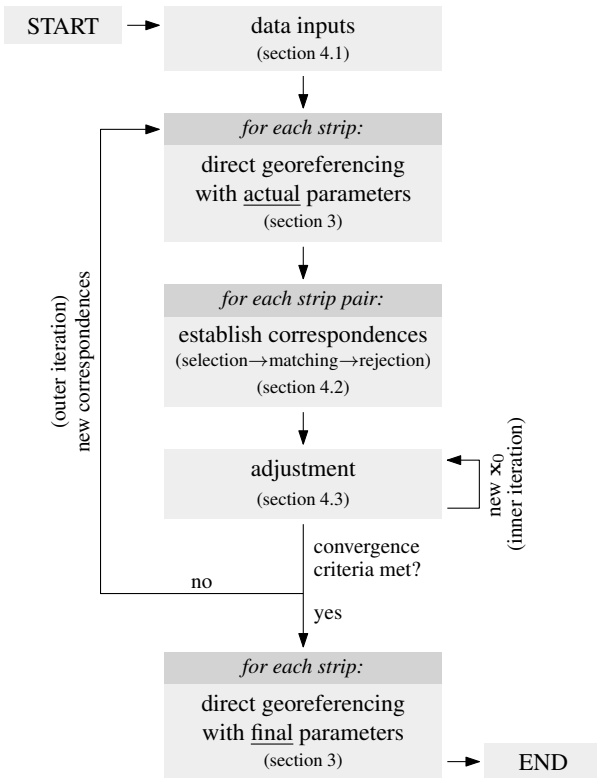 START
data inputs
(section 4.1)
for each strip:
direct georeferencing
with actual parameters
(section 3)
for each strip pair:
establish correspondences
(selection→matching→rejection)
(section 4.2)
(outer iteration)
new correspondences
adjustment
(section 4.3)
new x₀
(inner iteration)
convergence
criteria met?
no
yes
for each strip:
direct georeferencing
with final parameters
(section 3)
END